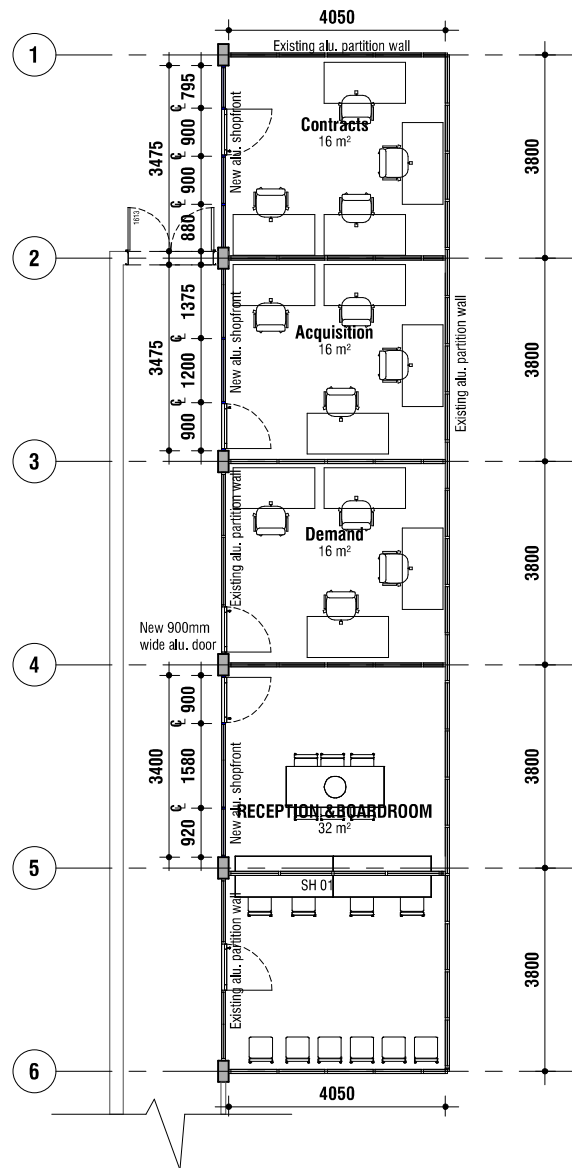 4050
Existing alu. partition wall
1
795
900
3475
900
880
New alu. shopfront
Contracts
16 m²
3800
1613
2
1375
3475
1200
900
New alu. shopfront
Acquisition
16 m²
Existing alu. partition wall
3800
3
Existing alu. partition wall
Demand
16 m²
3800
New 900mm
wide alu. door
4
900
3400
1580
920
New alu. shopfront
RECEPTION &BOARDROOM
32 m²
3800
5
SH 01
Existing alu. partition wall
3800
6
4050